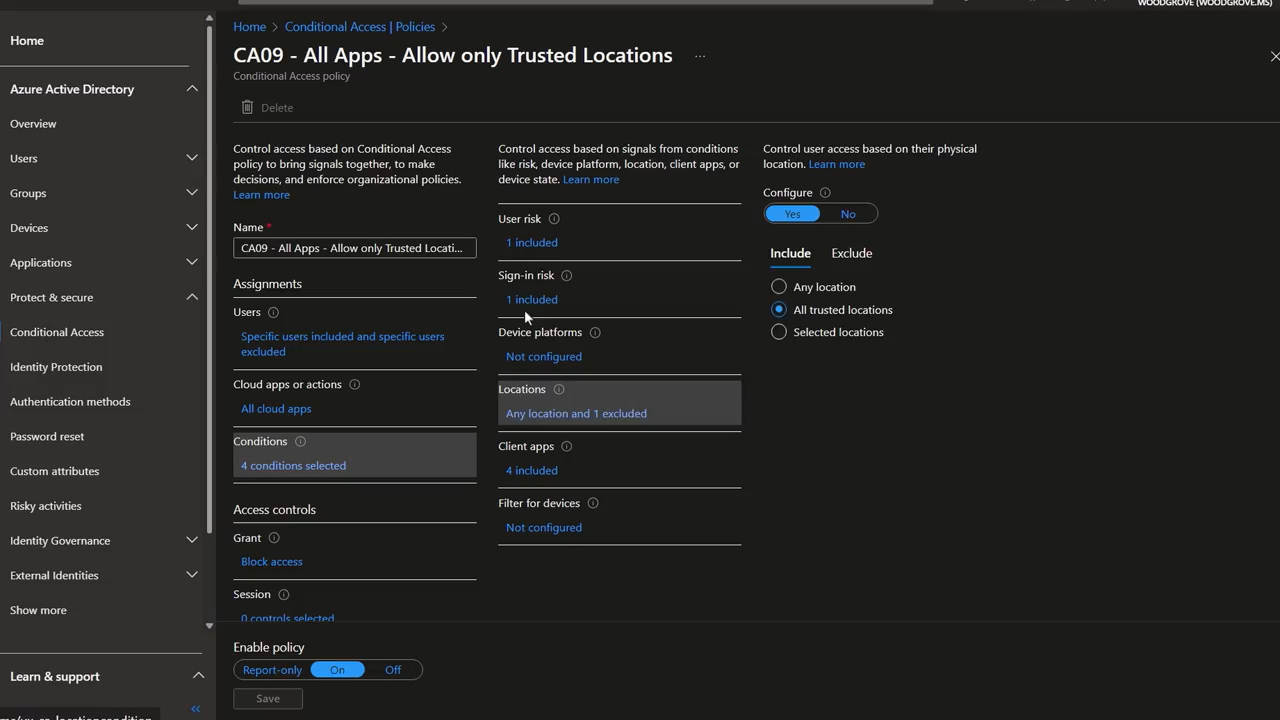 WOODGROVE (WOODGROVE.MS)
Home
Azure Active Directory
Overview
Users
Groups
Devices
Applications
Protect & secure
Conditional Access
Identity Protection
Authentication methods
Password reset
Custom attributes
Risky activities
Identity Governance
External Identities
Show more
Learn & support
Home
Conditional Access | Policies
CA09 - All Apps - Allow only Trusted Locations
Conditional Access policy
Delete
Control access based on Conditional Access
policy to bring signals together, to make
decisions, and enforce organizational policies.
Learn more
Name *
CA09 - All Apps - Allow only Trusted Locati...
Assignments
Users
Specific users included and specific users
excluded
Cloud apps or actions
All cloud apps
Conditions
4 conditions selected
Access controls
Grant
Block access
Session
0 controls selected
Control access based on signals from conditions
like risk, device platform, location, client apps, or
device state. Learn more
User risk
1 included
Sign-in risk
1 included
Device platforms
Not configured
Locations
Any location and 1 excluded
Client apps
4 included
Filter for devices
Not configured
Control user access based on their physical
location. Learn more
Configure
Yes No
Include Exclude
Any location
All trusted locations
Selected locations
Enable policy
Report-only On Off
Save